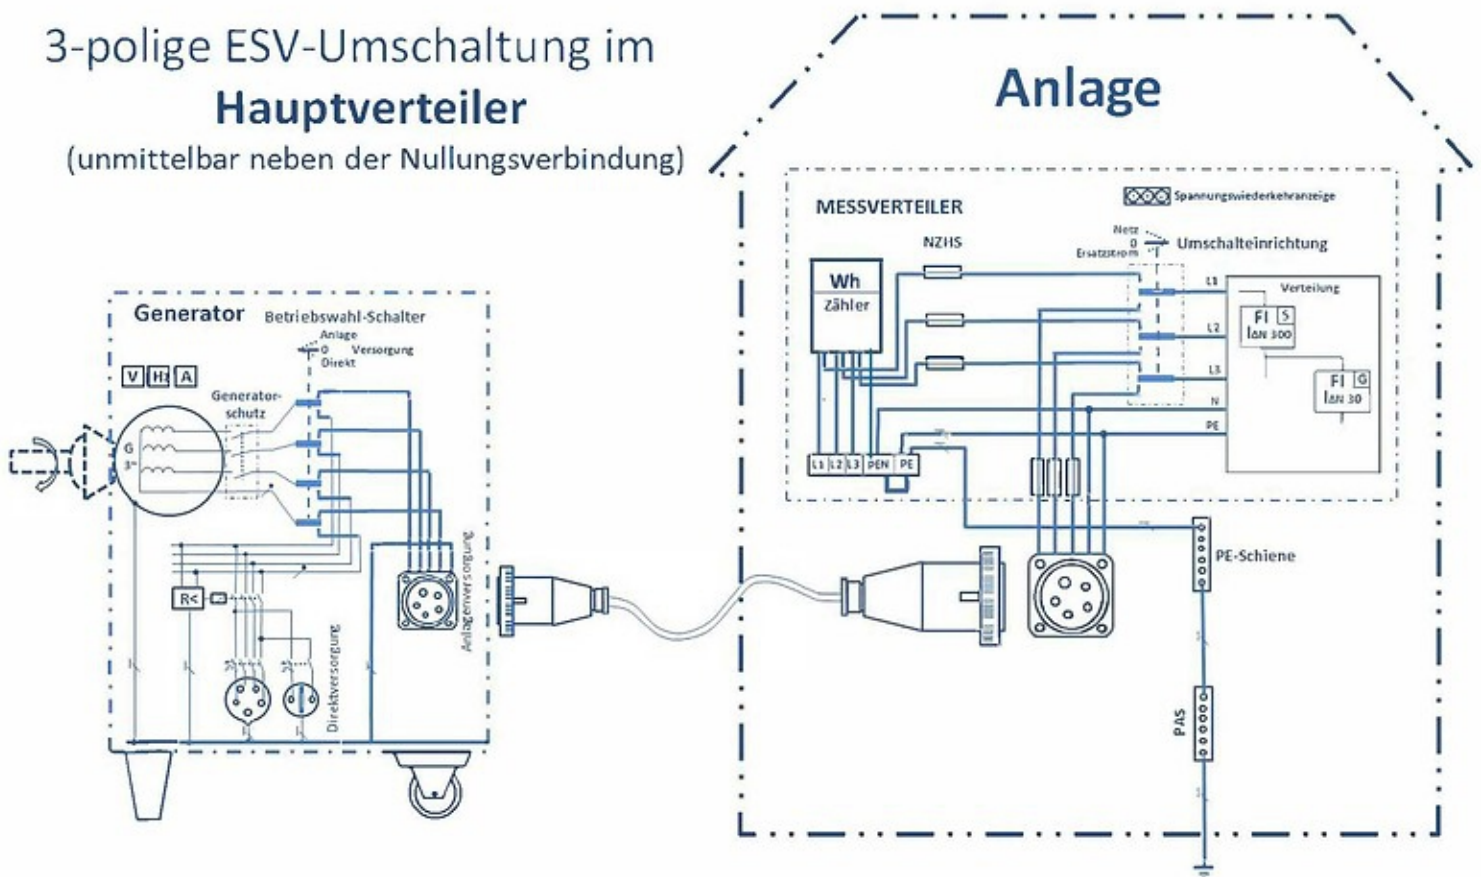 3-polige ESV-Umschaltung im
Hauptverteiler
(unmittelbar neben der Nullungsverbindung)
Anlage
MESSVERTEILER
Spannungswiederkehranzeige
NZHS
Netz
0
Ersatzstrom
Umschalteinrichtung
Wh
Zähler
L1
L2
L3
N
PE
Verteilung
FI S
IΔN 300
FI G
IΔN 30
L1 L2 L3 PEN PE
PE-Schiene
PAS
Generator
Betriebswahl-Schalter
Anlage
0 Versorgung
Direkt
V Hz A
Generator-
schutz
G
3~
R<
Anlagenversorgung
Direktversorgung